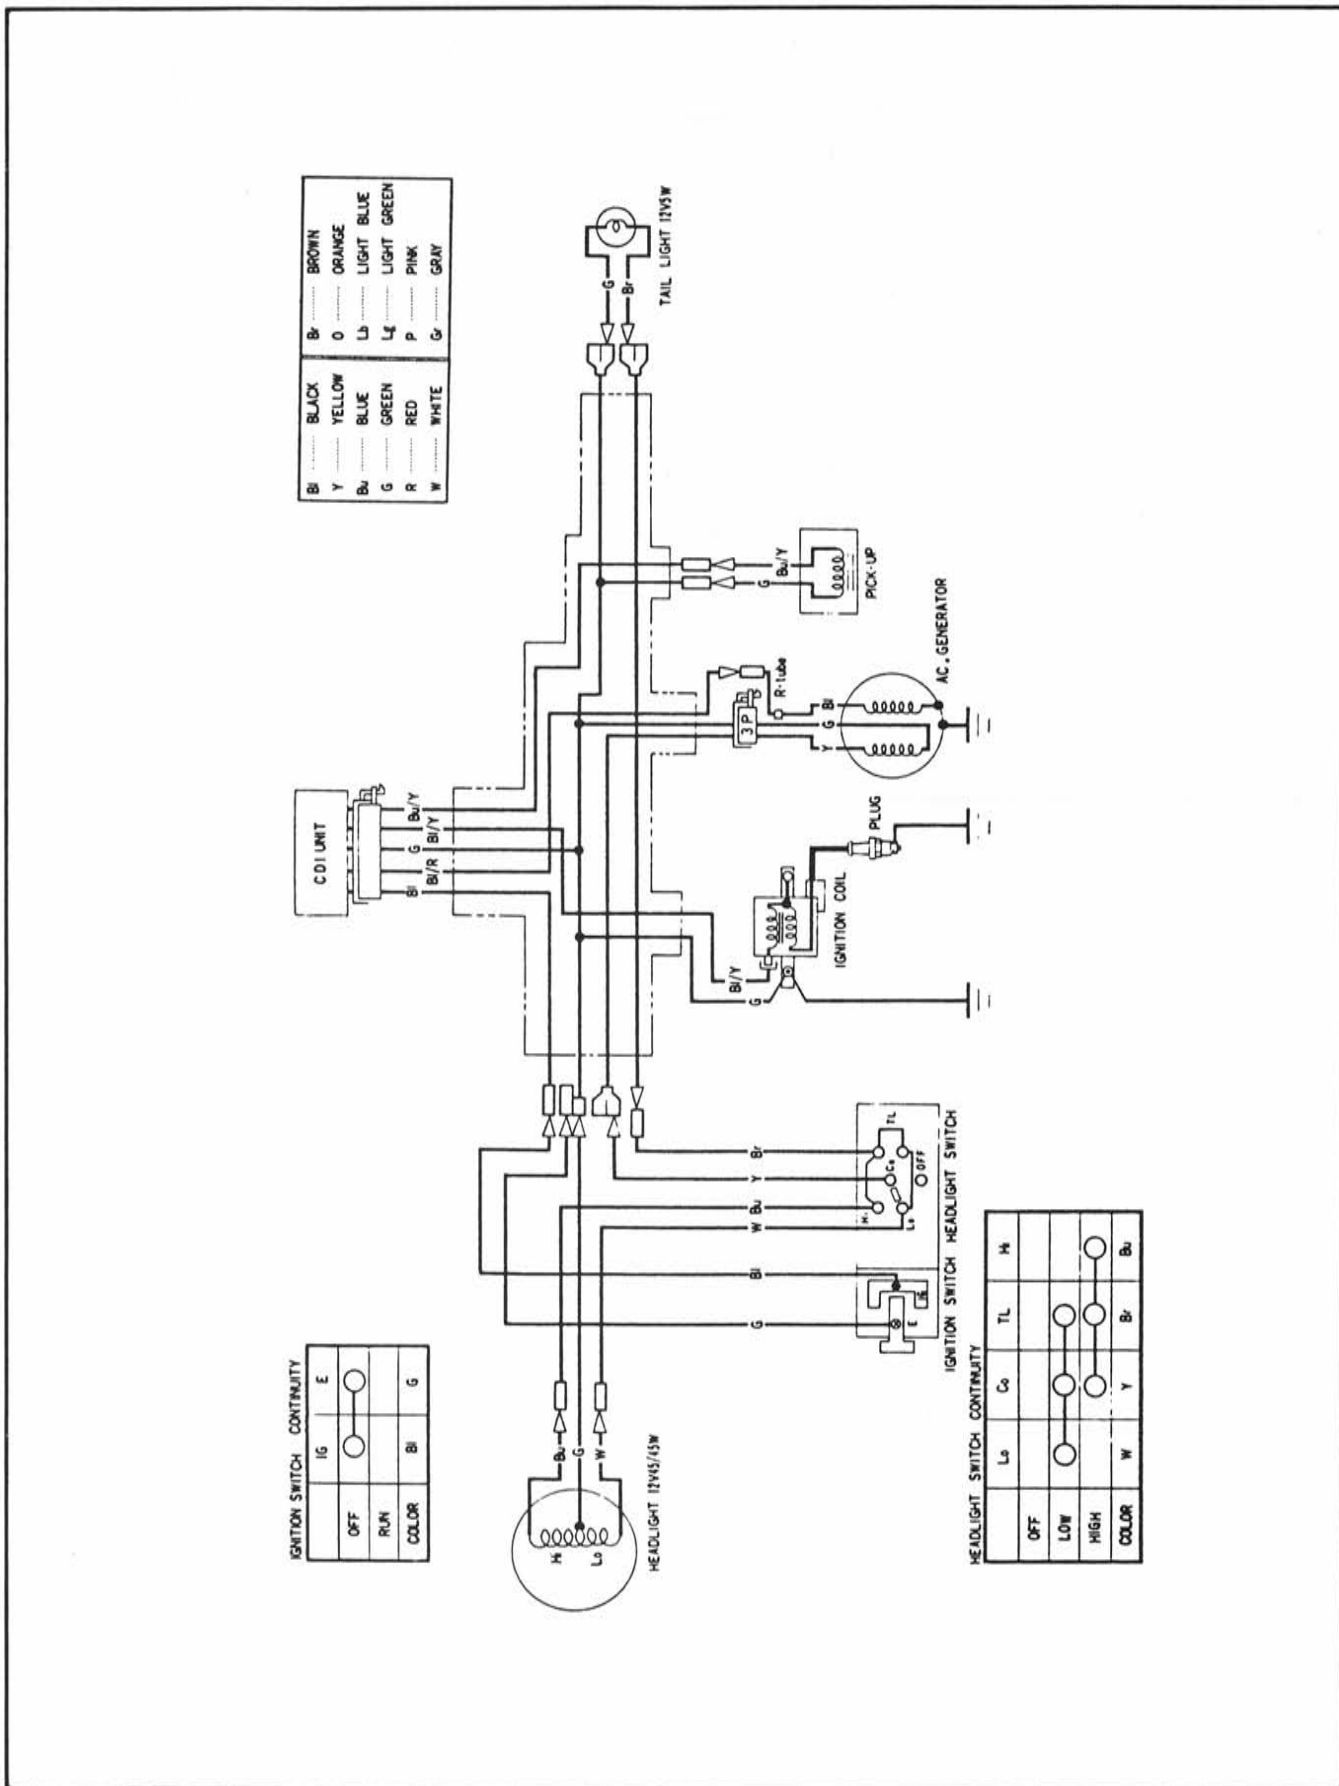 IGNITION SWITCH CONTINUITY
IG E
OFF
RUN
COLOR Bl G
CDI UNIT
Bl Bl/R G Bl/Y Bu/Y
Bl BLACK Br BROWN
Y YELLOW O ORANGE
Bu BLUE Lb LIGHT BLUE
G GREEN Lg LIGHT GREEN
R RED P PINK
W WHITE Gr GRAY
Hi
Lo
Bu
G
W
HEADLIGHT 12V45/45W
G
Br
TAIL LIGHT 12V5W
G Bl W Bu Y Br
E IG
Hi Co TL
Lo OFF
IGNITION SWITCH HEADLIGHT SWITCH
G Bl/Y
IGNITION COIL
PLUG
3P
R-tube
Y G Bl
AC. GENERATOR
G Bu/Y
PICK-UP
HEADLIGHT SWITCH CONTINUITY
Lo Co TL Hi
OFF
LOW
HIGH
COLOR W Y Br Bu